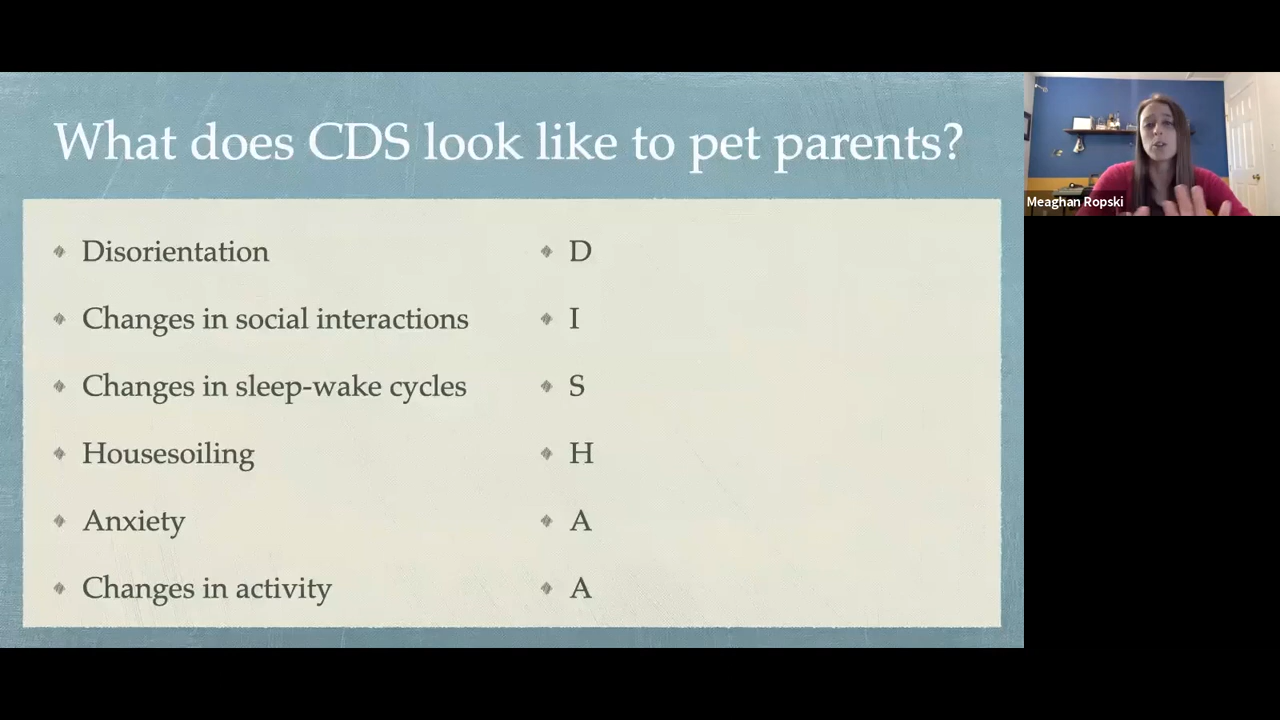 What does CDS look like to pet parents?
Disorientation
Changes in social interactions
Changes in sleep-wake cycles
Housesoiling
Anxiety
Changes in activity
D
I
S
H
A
A
Meaghan Ropski